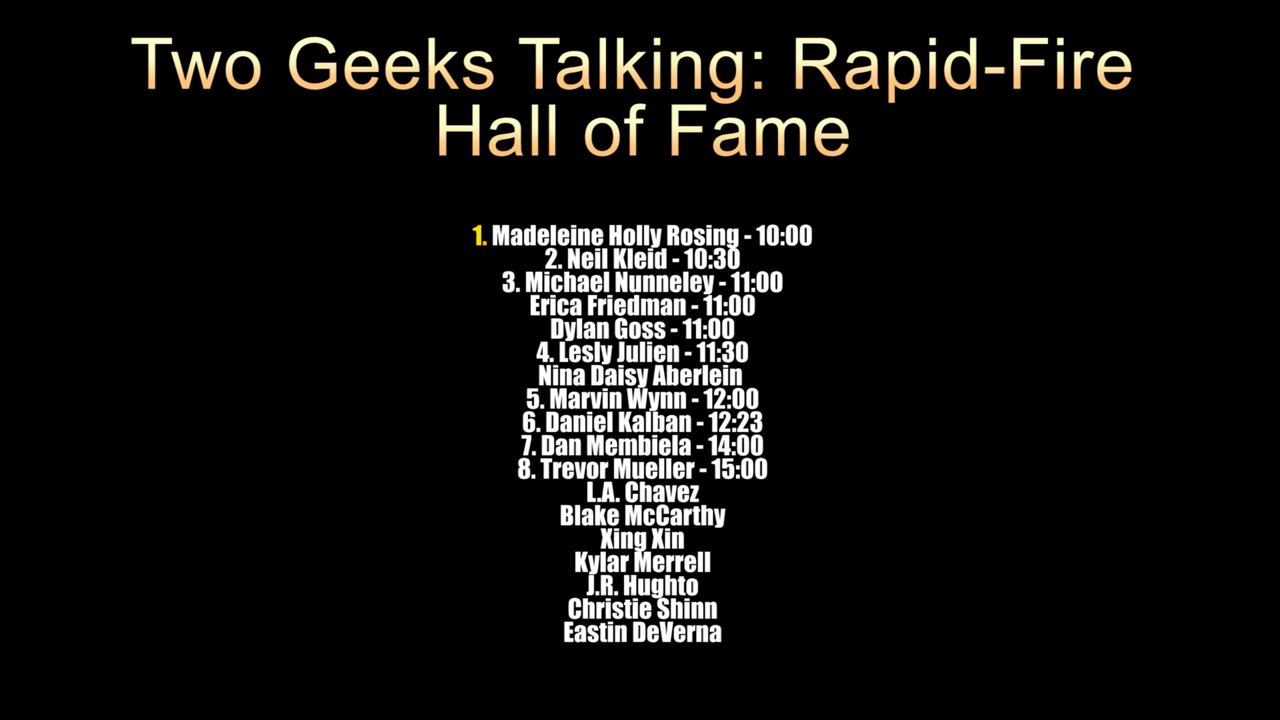 Two Geeks Talking: Rapid-Fire
Hall of Fame
1. Madeleine Holly Rosing - 10:00
2. Neil Kleid - 10:30
3. Michael Nunneley - 11:00
Erica Friedman - 11:00
Dylan Goss - 11:00
4. Lesly Julien - 11:30
Nina Daisy Aberlein
5. Marvin Wynn - 12:00
6. Daniel Kalban - 12:23
7. Dan Membiela - 14:00
8. Trevor Mueller - 15:00
L.A. Chavez
Blake McCarthy
Xing Xin
Kylar Merrell
J.R. Hughto
Christie Shinn
Eastin DeVerna